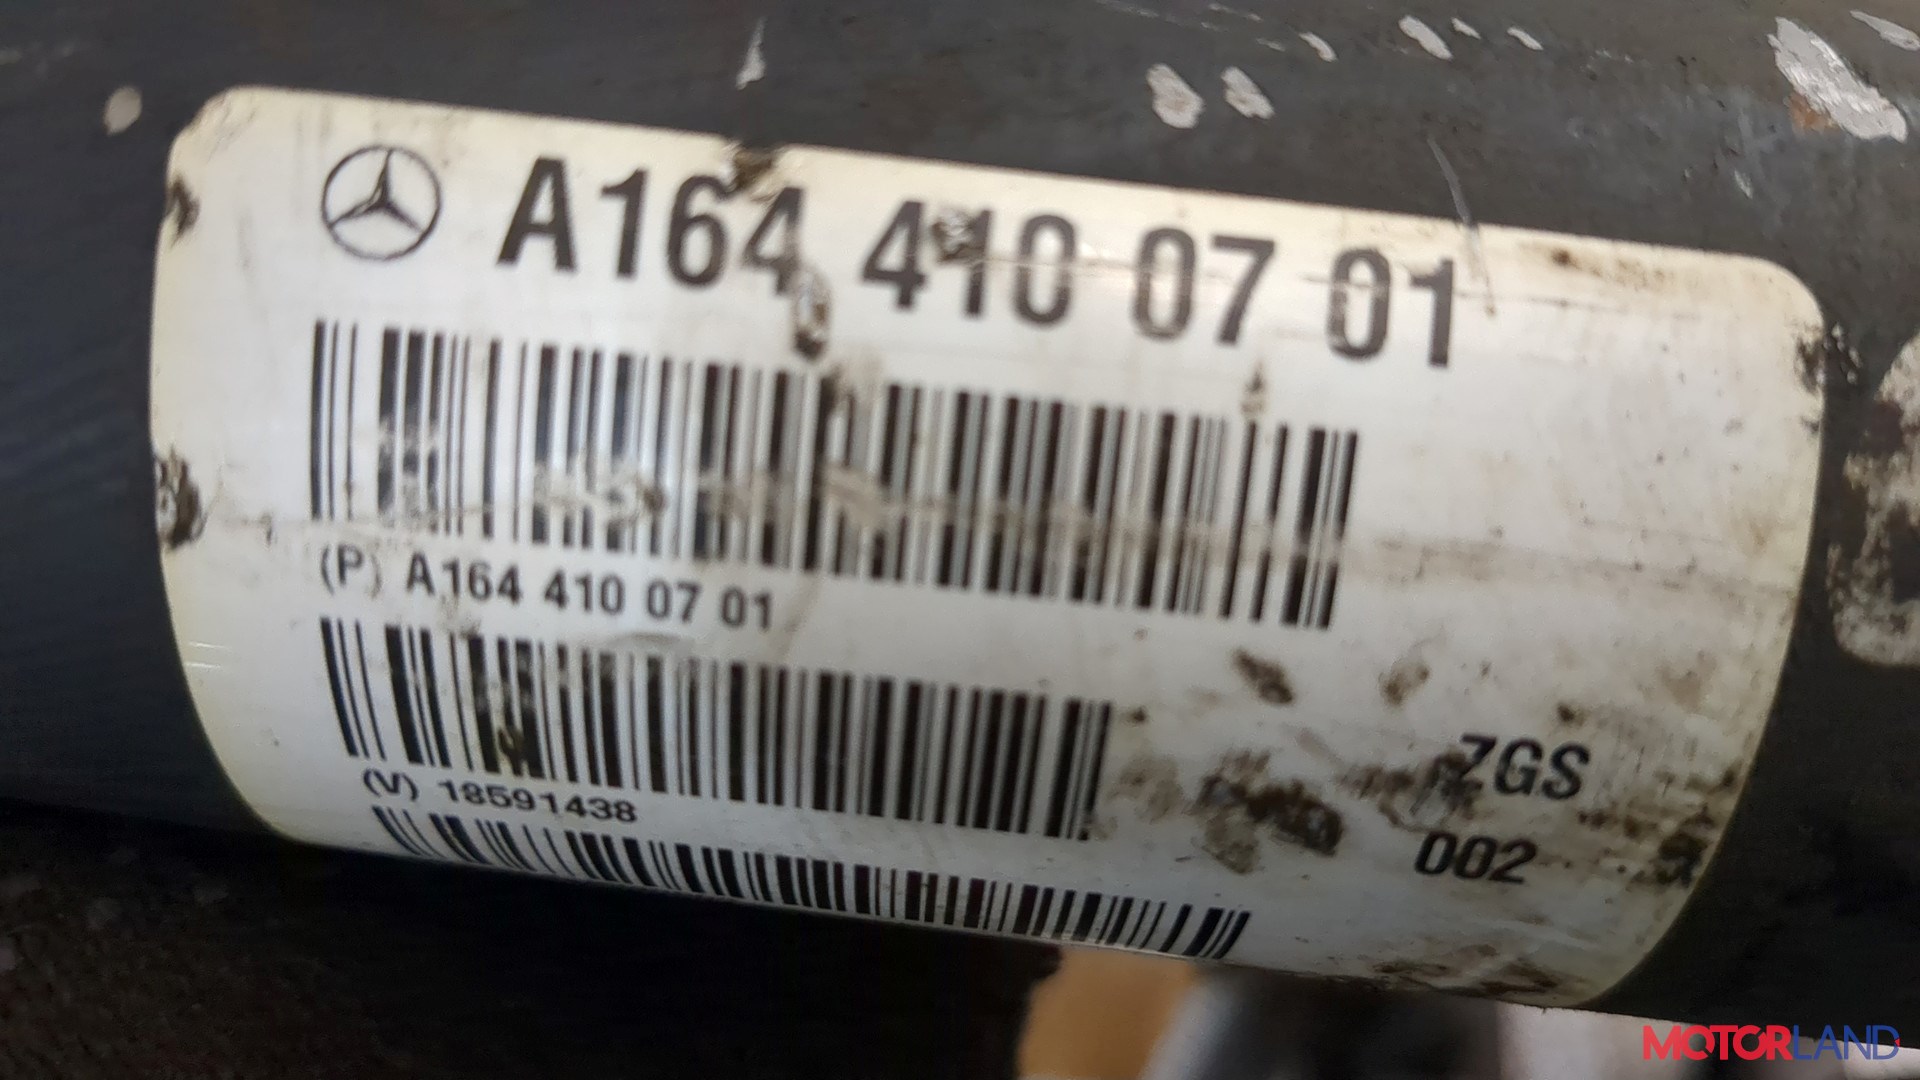 A164 410 07 01
(P) A164 410 07 01
(V) 18591438
ZGS
002
MOTORLAND